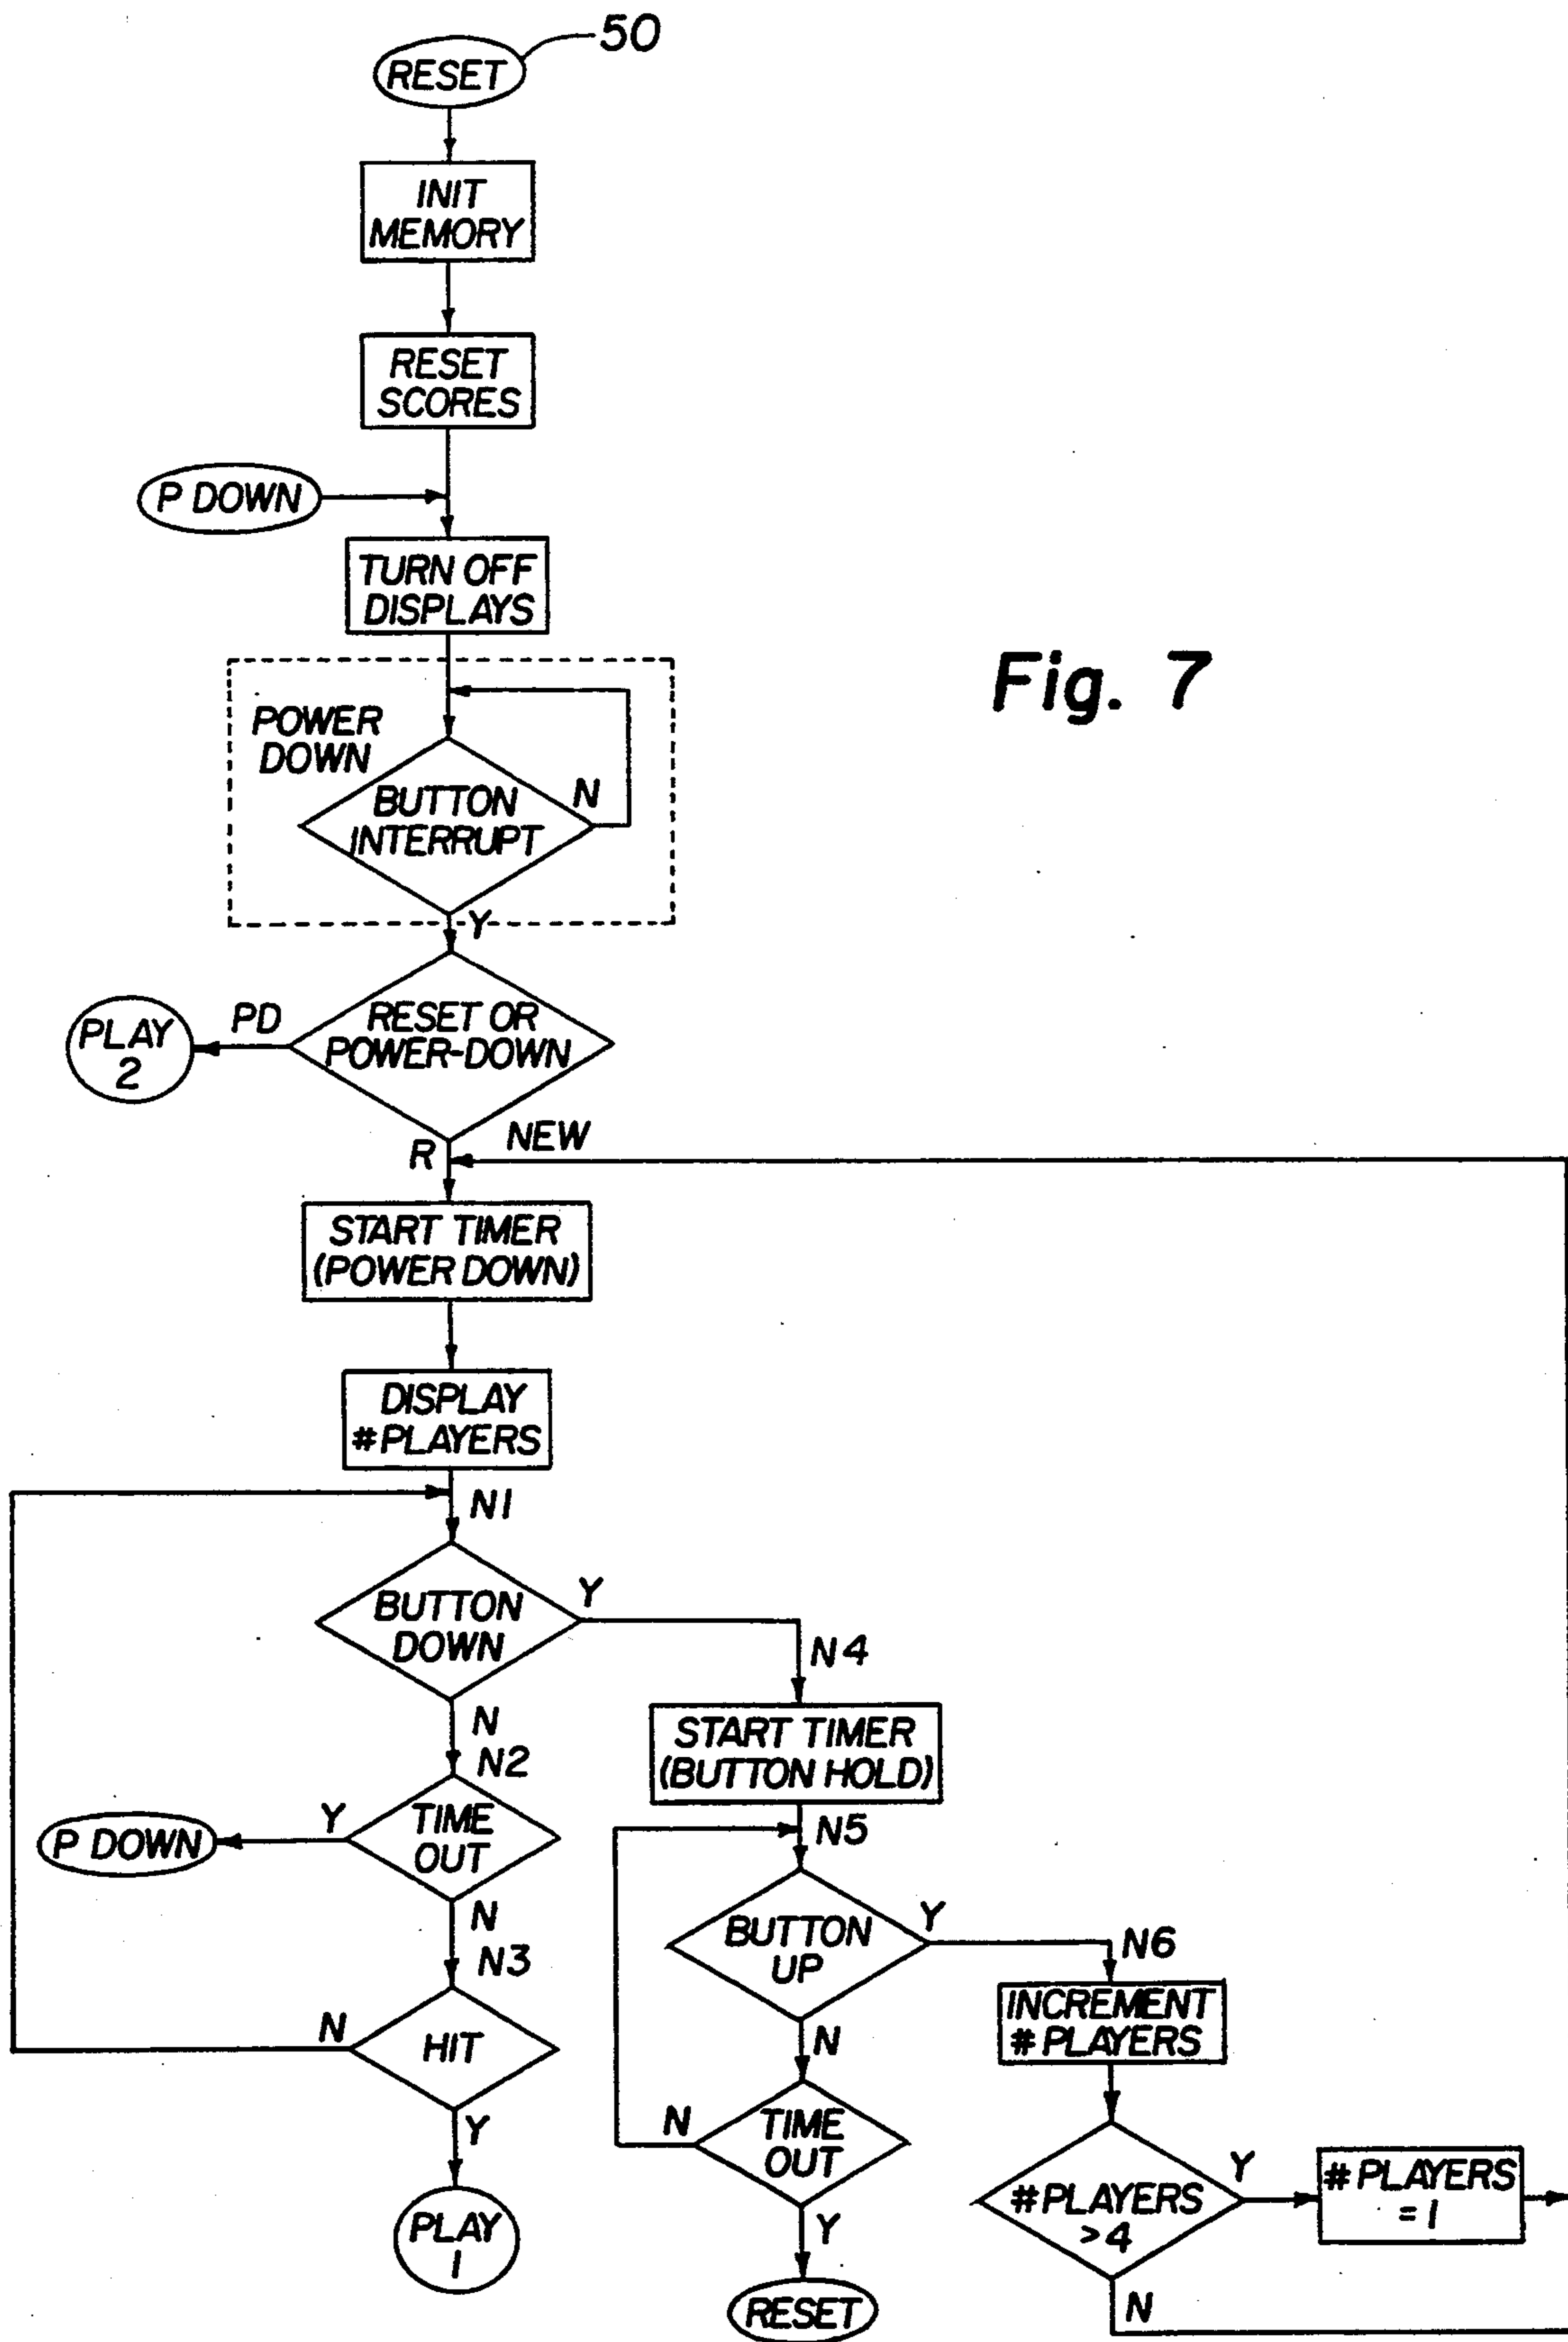 50
RESET
INIT
MEMORY
RESET
SCORES
P DOWN
TURN OFF
DISPLAYS
Fig. 7
POWER
DOWN
BUTTON
INTERRUPT
N
Y
RESET OR
POWER-DOWN
PD
PLAY
2
R
NEW
START TIMER
(POWER DOWN)
DISPLAY
# PLAYERS
N1
BUTTON
DOWN
Y
N4
N
N2
START TIMER
(BUTTON HOLD)
TIME
OUT
Y
P DOWN
N5
N
N3
BUTTON
UP
Y
N6
INCREMENT
# PLAYERS
HIT
N
Y
PLAY
1
N
TIME
OUT
N
Y
RESET
# PLAYERS
>4
Y
# PLAYERS
= 1
N